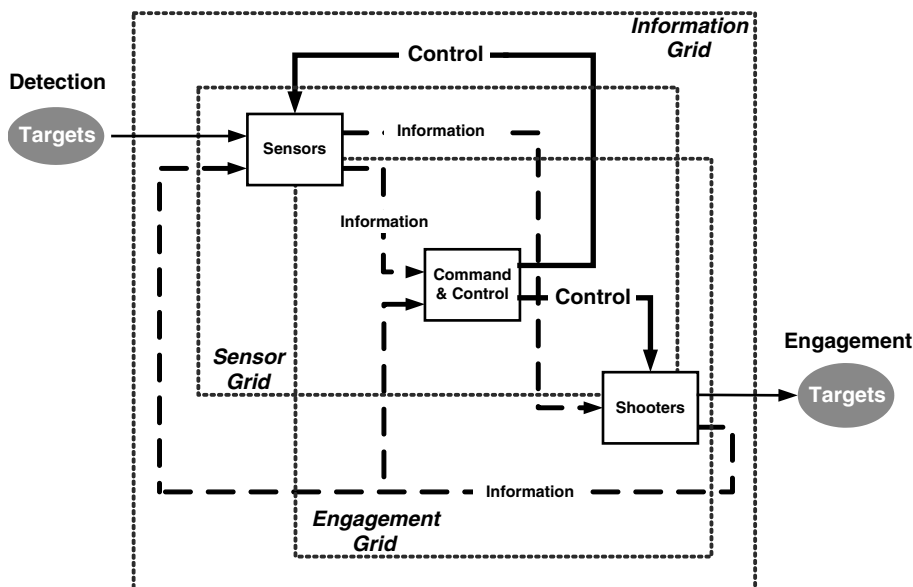 Information
Grid
Control
Detection
Targets
Sensors
Information
Information
Command
& Control
Control
Sensor
Grid
Engagement
Targets
Shooters
Information
Engagement
Grid